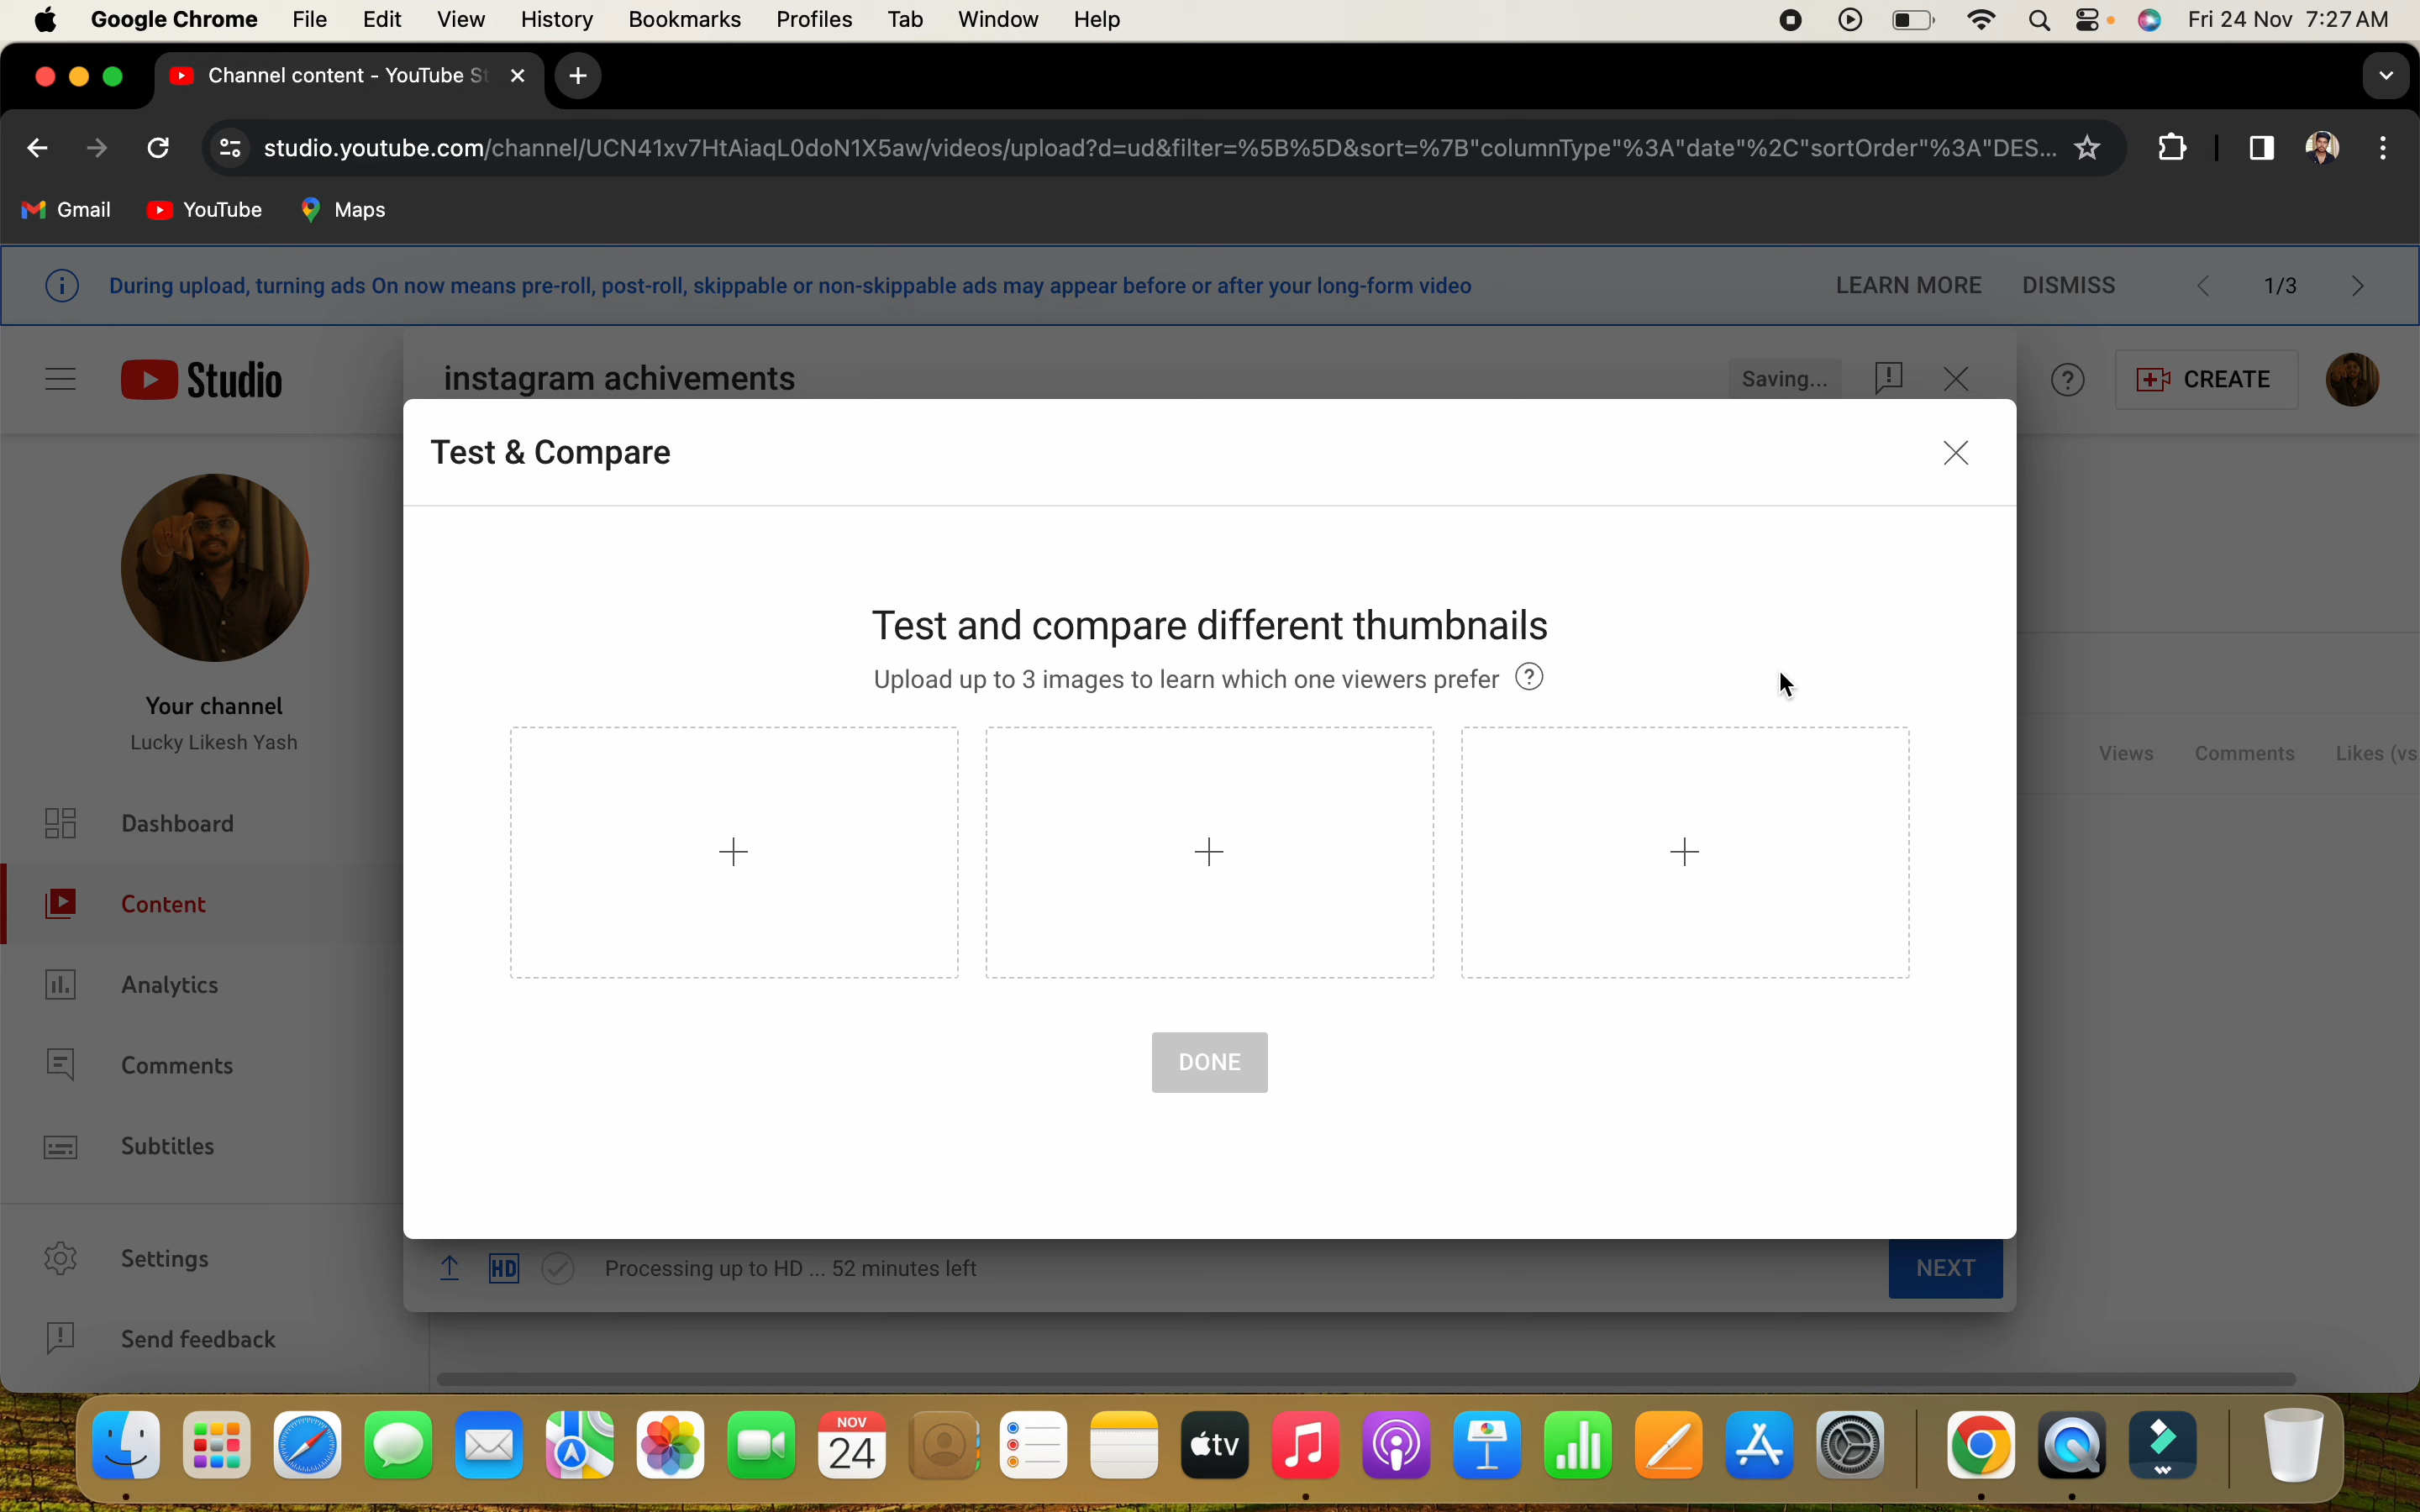 Google Chrome File Edit View History Bookmarks Profiles Tab Window Help Fri 24 Nov 7:27 AM
Channel content - YouTube St
studio.youtube.com/channel/UCN41xv7HtAiaqL0doN1X5aw/videos/upload?d=ud&filter=%5B%5D&sort=%7B"columnType"%3A"date"%2C"sortOrder"%3A"DES...
Gmail YouTube Maps
During upload, turning ads On now means pre-roll, post-roll, skippable or non-skippable ads may appear before or after your long-form video LEARN MORE DISMISS 1/3
Studio instagram achivements Saving... CREATE
Test & Compare
Test and compare different thumbnails
Upload up to 3 images to learn which one viewers prefer
Your channel
Lucky Likesh Yash
Views Comments Likes (vs
Dashboard
Content
Analytics
DONE
Comments
Subtitles
Settings
HD Processing up to HD ... 52 minutes left NEXT
Send feedback
NOV
24
tv